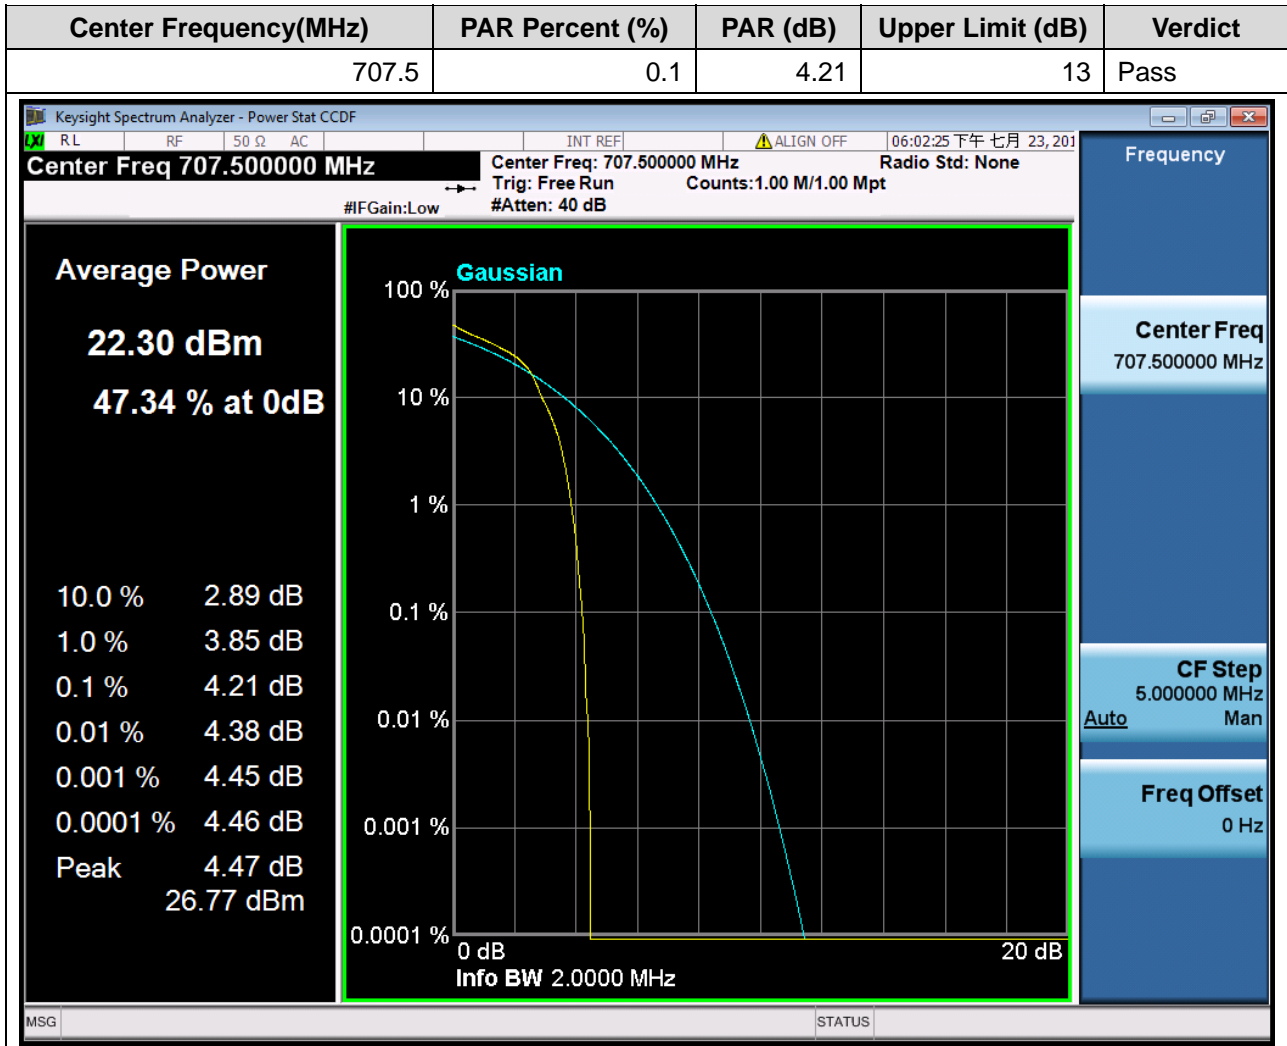 Center Frequency(MHz) PAR Percent (%) PAR (dB) Upper Limit (dB) Verdict
707.5 0.1 4.21 13 Pass
Keysight Spectrum Analyzer - Power Stat CCDF
LXI RL RF 50 Ω AC INT REF ALIGN OFF 06:02:25 下午 七月 23, 201
Center Freq 707.500000 MHz
#IFGain:Low
Center Freq: 707.500000 MHz Radio Std: None
Trig: Free Run Counts:1.00 M/1.00 Mpt
#Atten: 40 dB
Average Power
22.30 dBm
47.34 % at 0dB
10.0 % 2.89 dB
1.0 % 3.85 dB
0.1 % 4.21 dB
0.01 % 4.38 dB
0.001 % 4.45 dB
0.0001 % 4.46 dB
Peak 4.47 dB
26.77 dBm
Gaussian
100 %
10 %
1 %
0.1 %
0.01 %
0.001 %
0.0001 %
0 dB 20 dB
Info BW 2.0000 MHz
Frequency
Center Freq
707.500000 MHz
CF Step
5.000000 MHz
Auto Man
Freq Offset
0 Hz
MSG STATUS